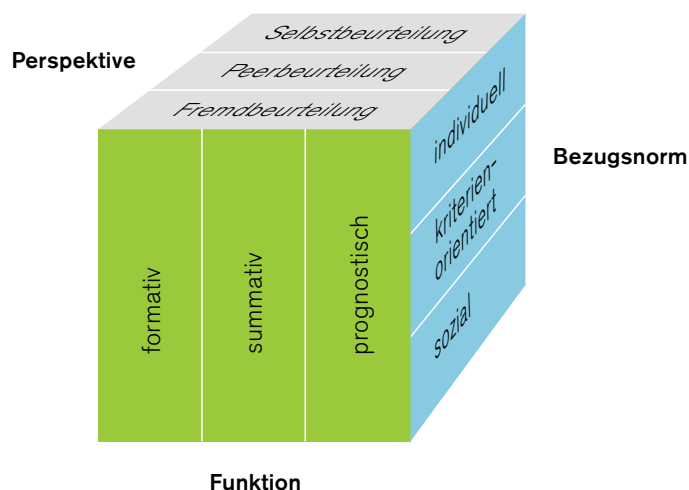 Selbstbeurteilung
Perspektive
Peerbeurteilung
Fremdbeurteilung
individuell
Bezugsnorm
kriterien-
orientiert
sozial
formativ
summativ
prognostisch
Funktion